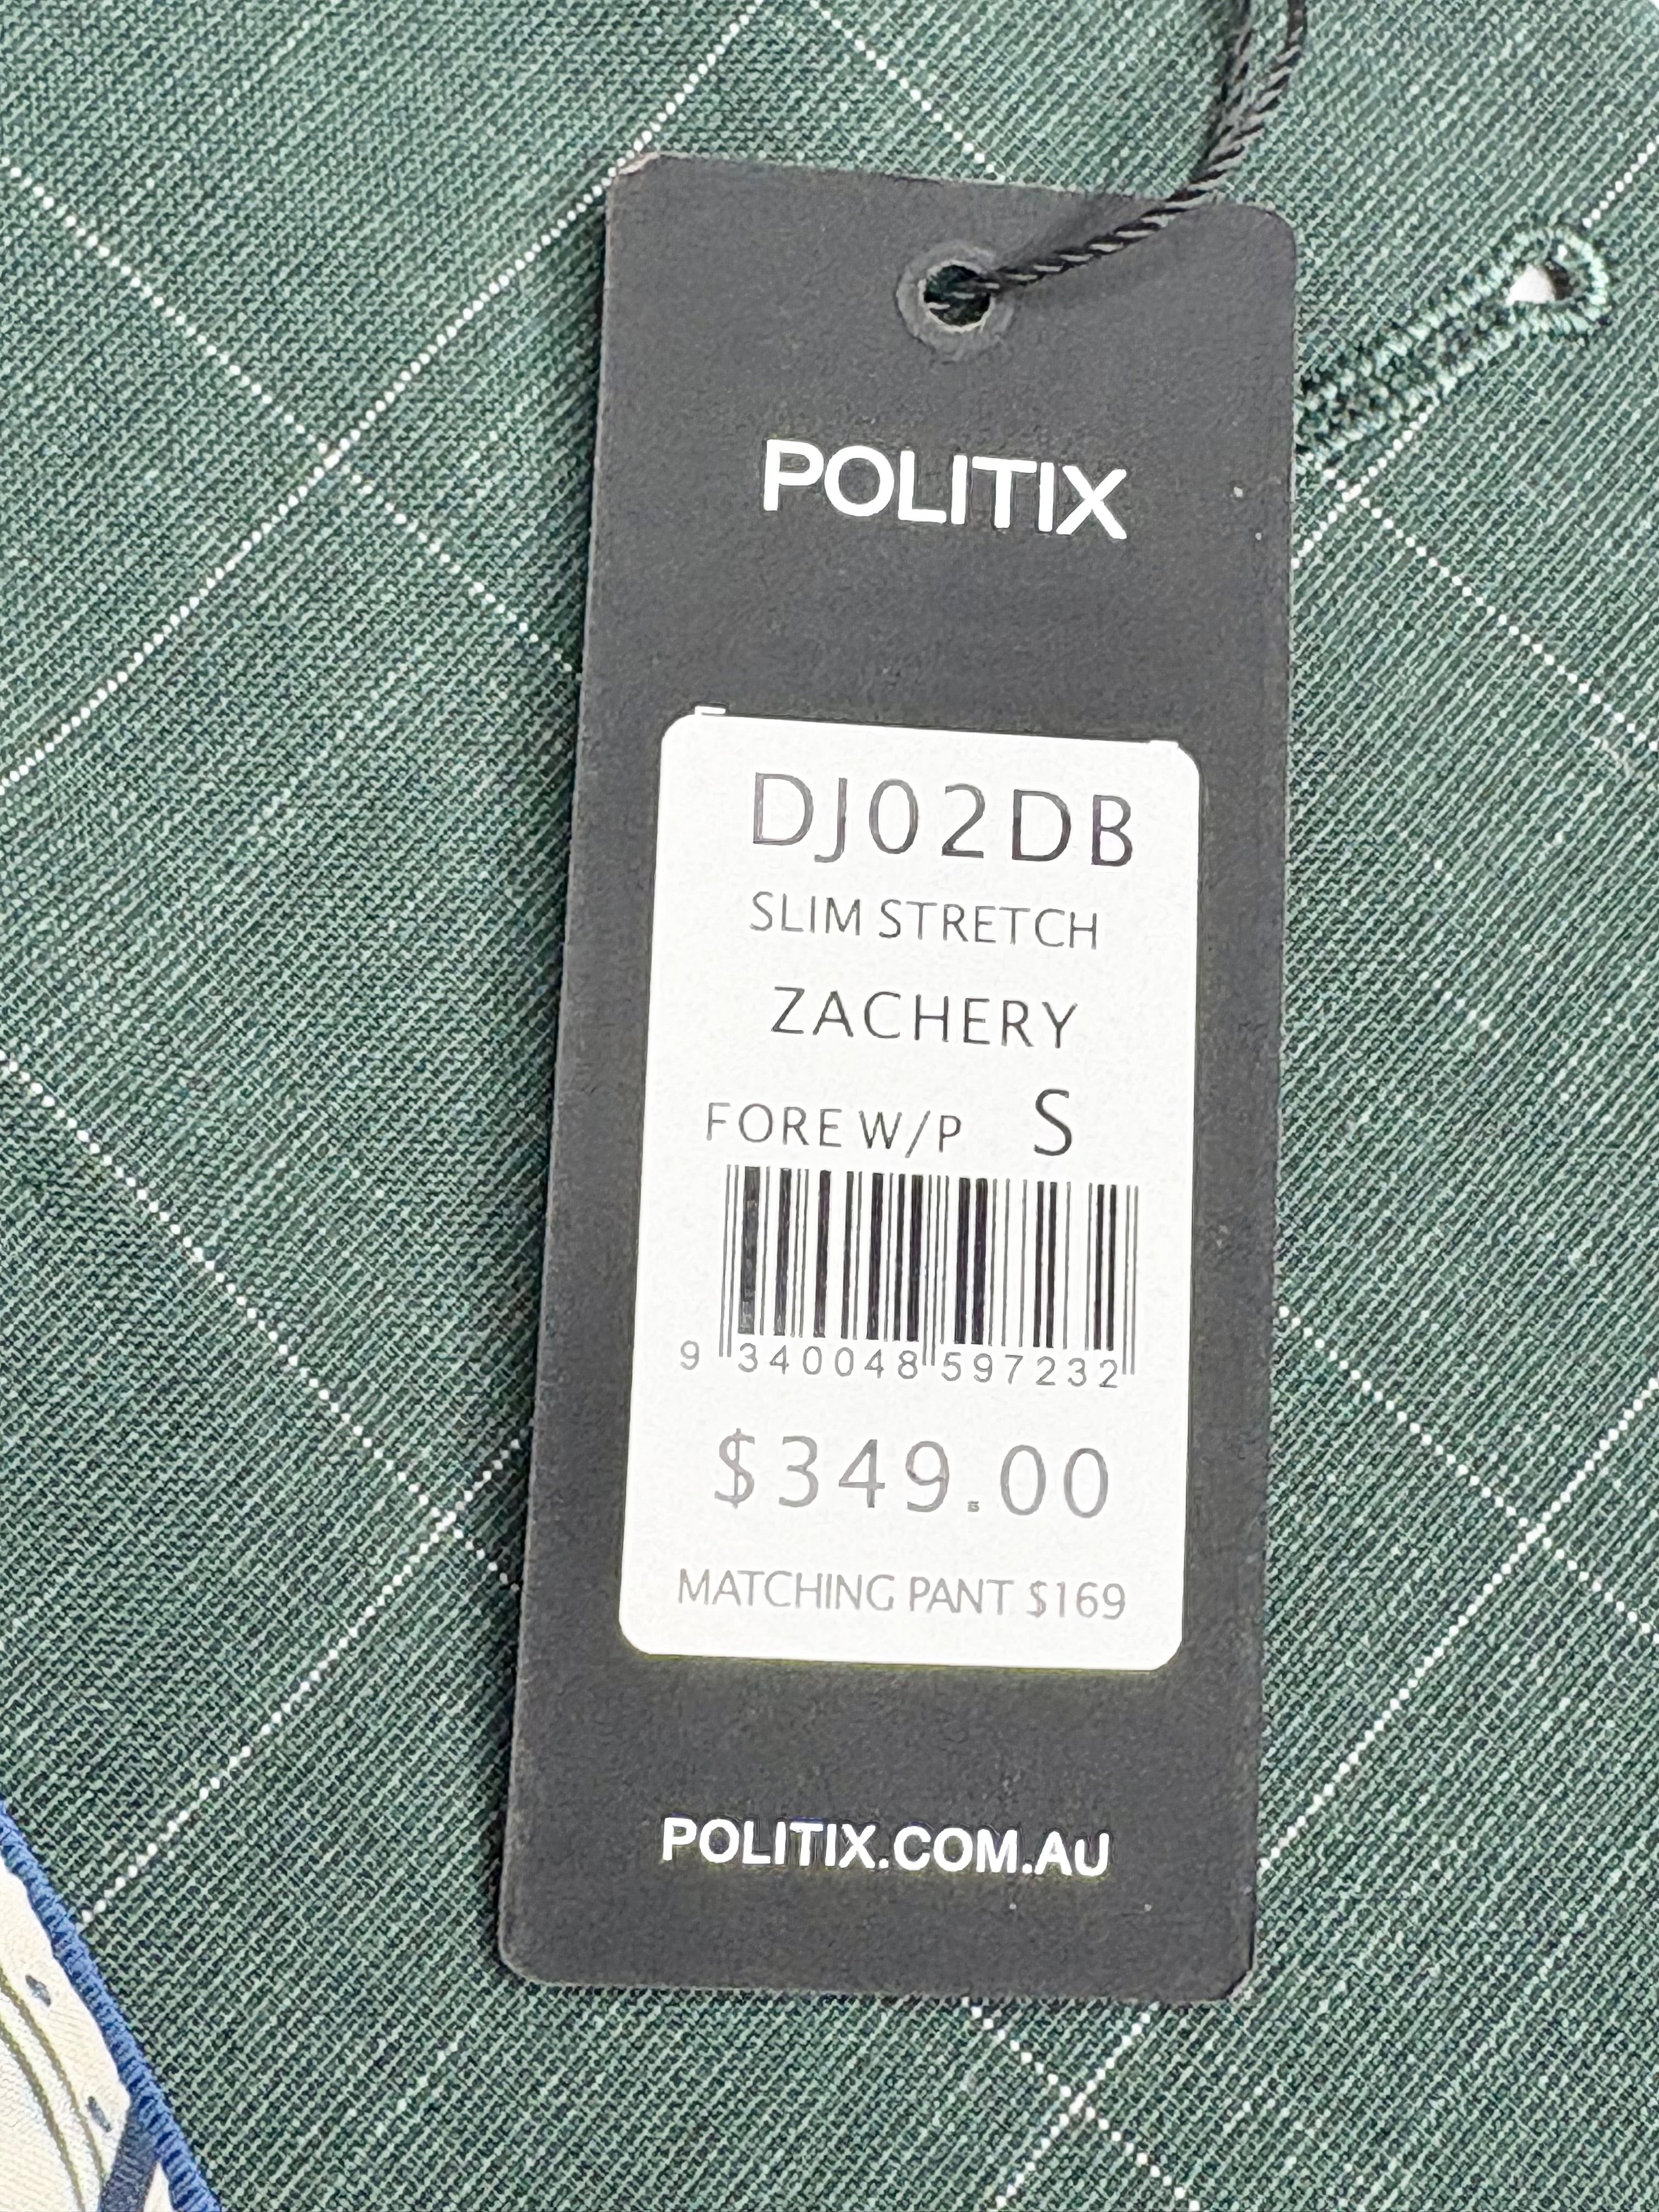 POLITIX
DJ02DB
SLIM STRETCH
ZACHERY
FORE W/P S
9 340048 597232
$349.00
MATCHING PANT $169
POLITIX.COM.AU